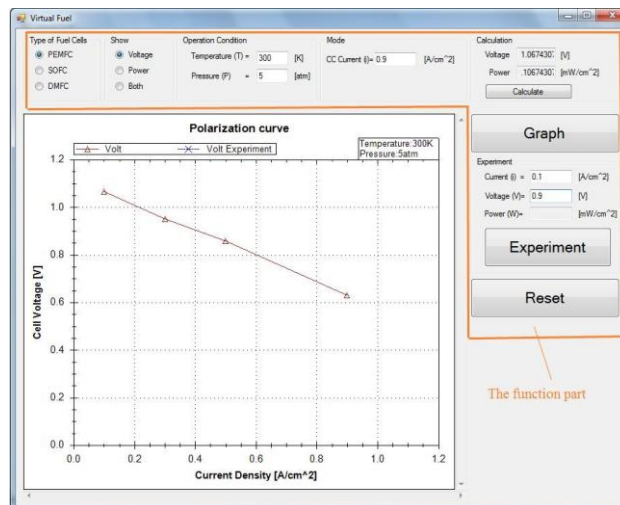 Virtual Fuel
Type of Fuel Cells
PEMFC
SOFC
DMFC
Show
Voltage
Power
Both
Operation Condition
Temperature (T) = 300 [K]
Pressure (P) = 5 [atm]
Mode
CC Current (i)= 0.9 [A/cm^2]
Calculation
Voltage 1.067430; [V]
Power .1067430; [mW/cm^2]
Calculate
Graph
Experiment
Current (i) = 0.1 [A/cm^2]
Voltage (V)= 0.9 [V]
Power (W)= [mW/cm^2]
Experiment
Reset
The function part
Polarization curve
Volt Volt Experiment
Temperature:300K
Pressure:5atm
Cell Voltage [V]
1.2
1.0
0.8
0.6
0.4
0.2
0.0
0.0 0.2 0.4 0.6 0.8 1.0 1.2
Current Density [A/cm^2]